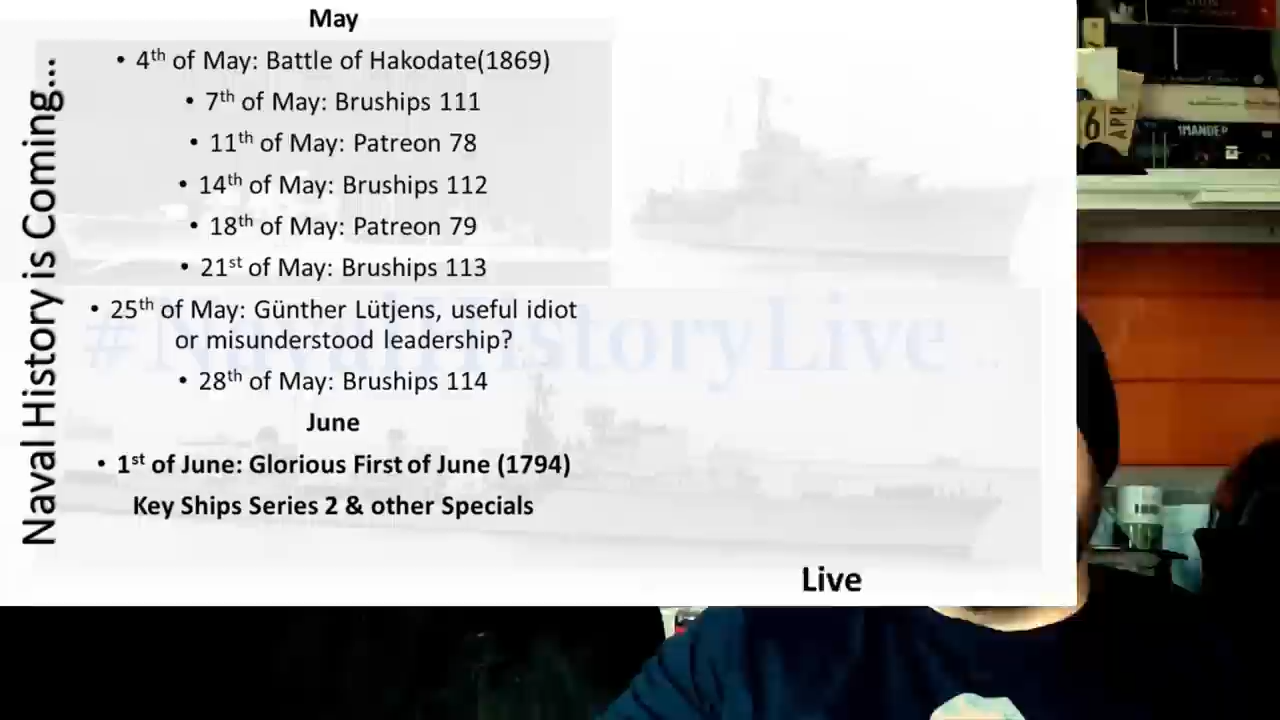 May
• 4th of May: Battle of Hakodate(1869)
• 7th of May: Bruships 111
• 11th of May: Patreon 78
• 14th of May: Bruships 112
• 18th of May: Patreon 79
• 21st of May: Bruships 113
• 25th of May: Günther Lütjens, useful idiot
or misunderstood leadership?
• 28th of May: Bruships 114
June
• 1st of June: Glorious First of June (1794)
Key Ships Series 2 & other Specials
Naval History is Coming...
#NavalHistoryLive
Live
6 APR